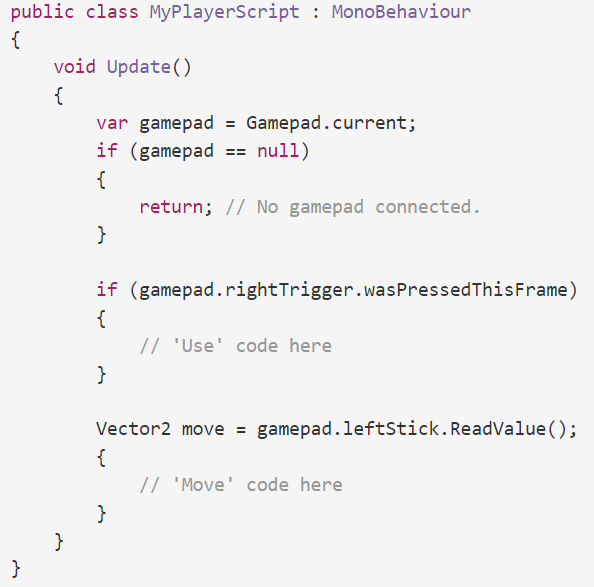 public class MyPlayerScript : MonoBehaviour
{
    void Update()
    {
        var gamepad = Gamepad.current;
        if (gamepad == null)
        {
            return; // No gamepad connected.
        }

        if (gamepad.rightTrigger.wasPressedThisFrame)
        {
            // 'Use' code here
        }

        Vector2 move = gamepad.leftStick.ReadValue();
        {
            // 'Move' code here
        }
    }
}